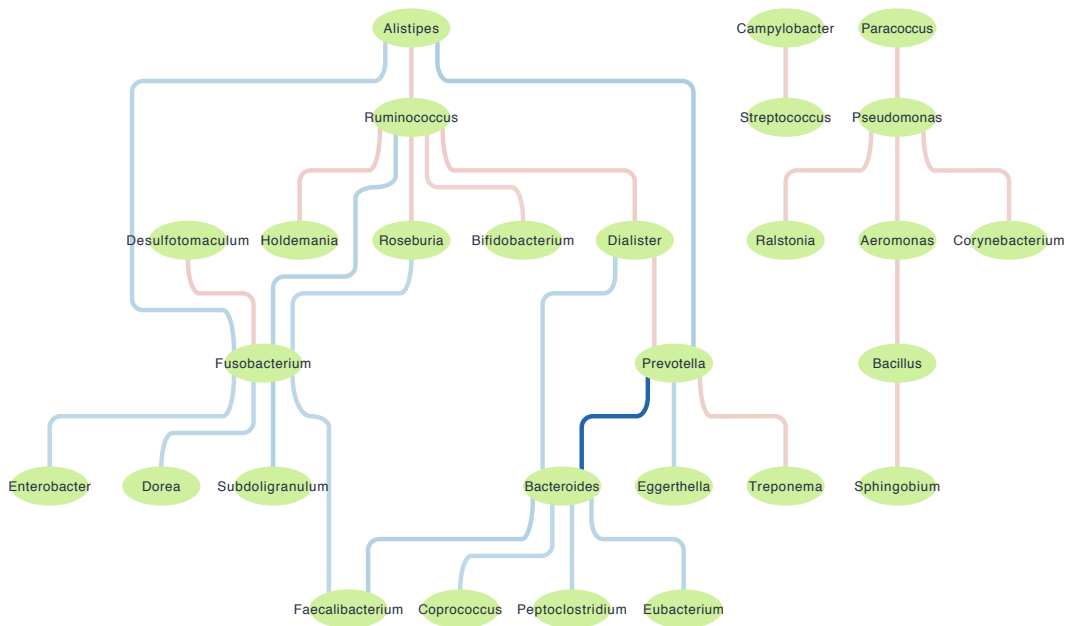 Alistipes
Campylobacter
Paracoccus
Ruminococcus
Streptococcus
Pseudomonas
Desulfotomaculum
Holdemania
Roseburia
Bifidobacterium
Dialister
Ralstonia
Aeromonas
Corynebacterium
Fusobacterium
Prevotella
Bacillus
Enterobacter
Dorea
Subdoligranulum
Bacteroides
Eggerthella
Treponema
Sphingobium
Faecalibacterium
Coprococcus
Peptoclostridium
Eubacterium